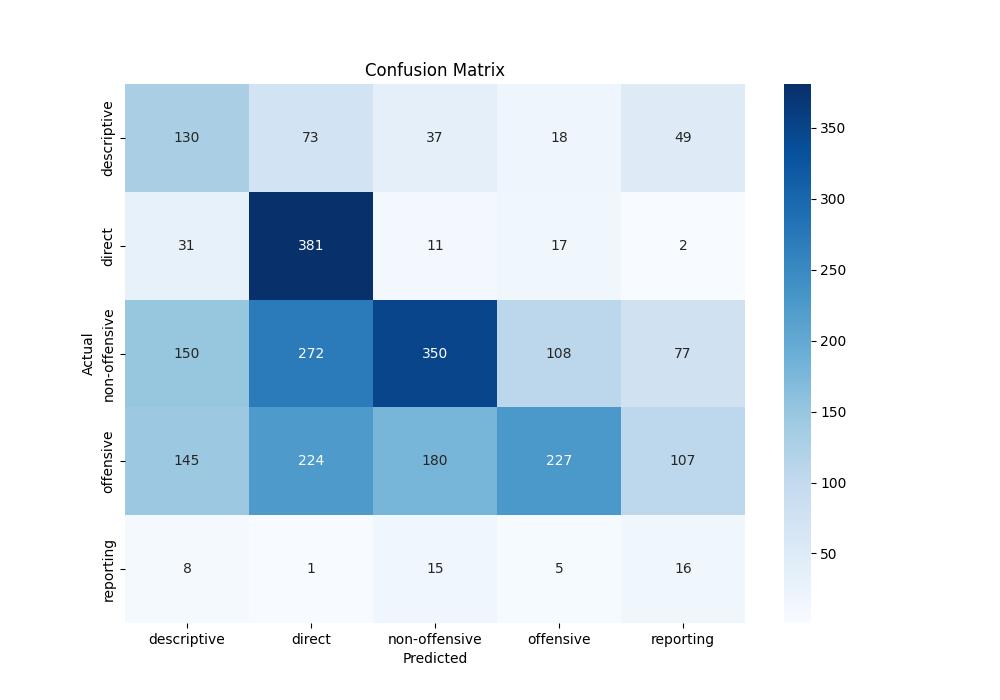 Confusion Matrix
Actual
descriptive 130 73 37 18 49
direct 31 381 11 17 2
non-offensive 150 272 350 108 77
offensive 145 224 180 227 107
reporting 8 1 15 5 16
descriptive direct non-offensive offensive reporting
Predicted
350
300
250
200
150
100
50